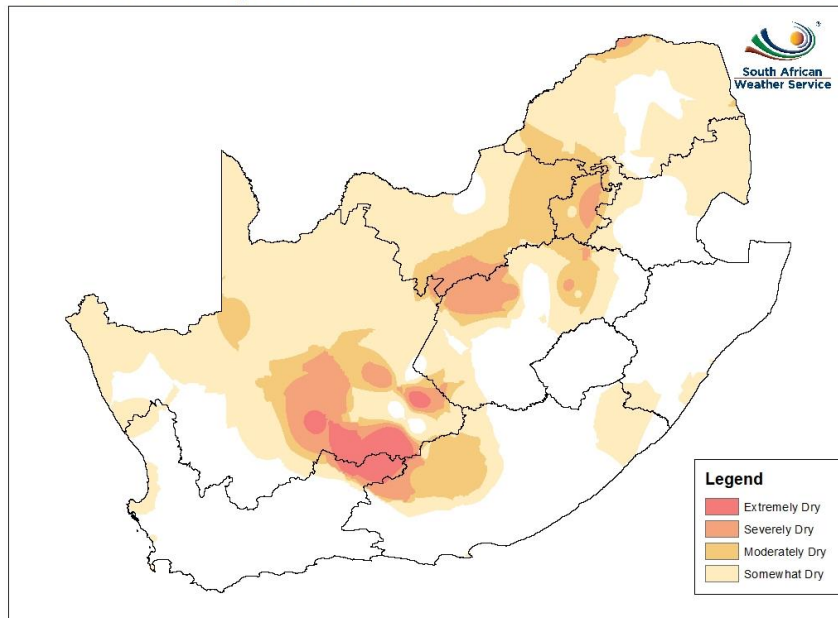 South African
Weather Service
Legend
Extremely Dry
Severely Dry
Moderately Dry
Somewhat Dry